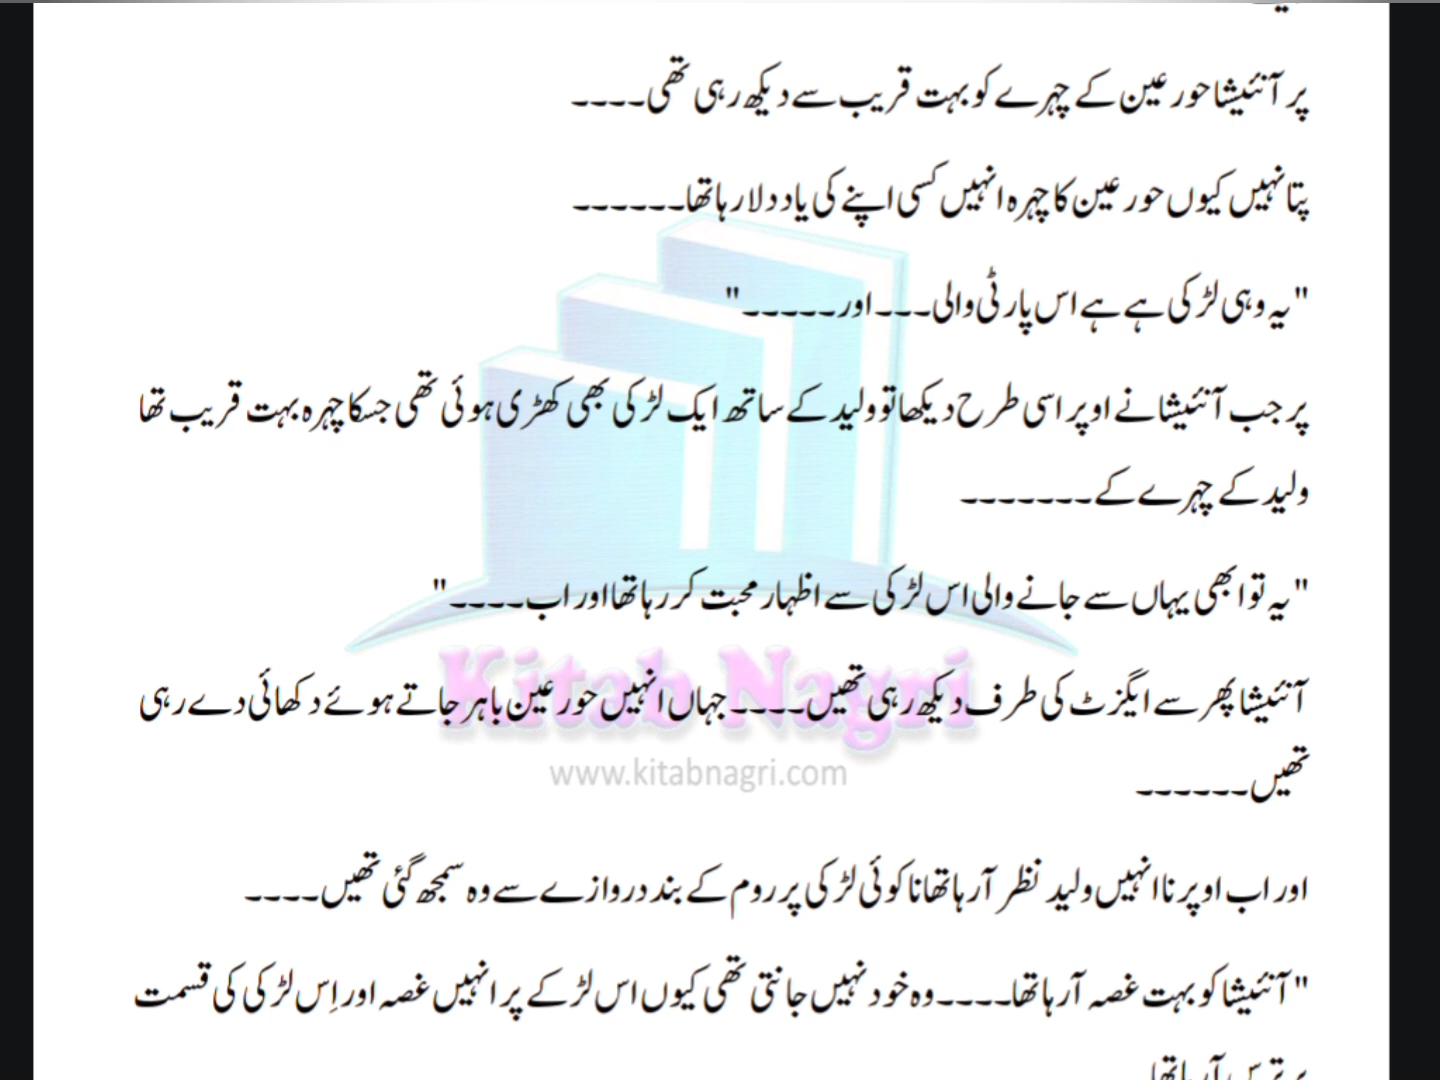 پر آنئیشا حور عین کے چہرے کو بہت قریب سے دیکھ رہی تھی۔۔۔۔
پتا نہیں کیوں حور عین کا چہرہ انہیں کسی اپنے کی یاد دلا رہا تھا۔۔۔۔۔۔
"یہ وہی لڑکی ہے ہے اس پارٹی والی۔۔۔ اور۔۔۔۔۔۔"
پر جب آنئیشا نے اوپر اسی طرح دیکھا تو ولید کے ساتھ ایک لڑکی بھی کھڑی ہوئی تھی جسکا چہرہ بہت قریب تھا
ولید کے چہرے کے۔۔۔۔۔۔۔
"یہ تو ابھی یہاں سے جانے والی اس لڑکی سے اظہار محبت کر رہا تھا اور اب۔۔۔۔"
آنئیشا پھر سے ایگزٹ کی طرف دیکھ رہی تھیں۔۔۔۔ جہاں انہیں حور عین باہر جاتے ہوئے دکھائی دے رہی
تھیں۔۔۔۔۔۔
Kitab Nagri
www.kitabnagri.com
اور اب اوپر نا انہیں ولید نظر آ رہا تھا نا کوئی لڑکی پر روم کے بند دروازے سے وہ سمجھ گئی تھیں۔۔۔۔
"آنئیشا کو بہت غصہ آ رہا تھا۔۔۔۔ وہ خود نہیں جانتی تھی کیوں اس لڑکے پر انہیں غصہ اور اِس لڑکی کی قسمت